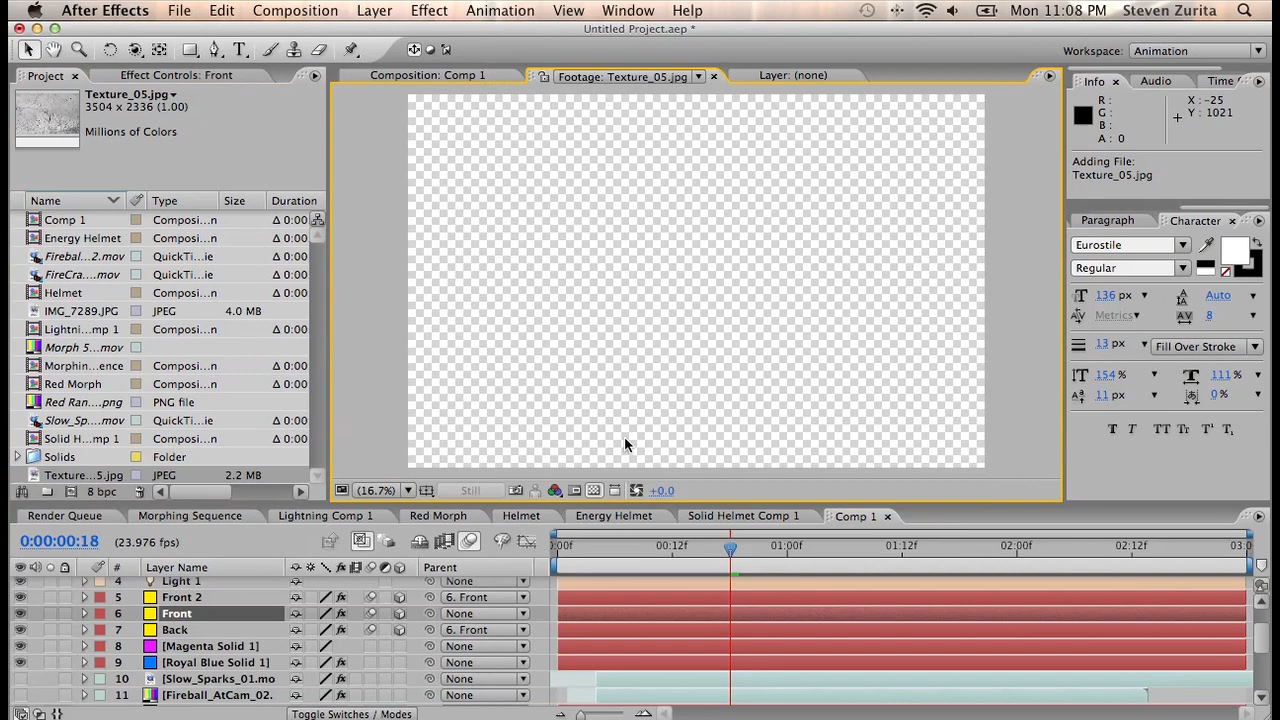 After Effects File Edit Composition Layer Effect Animation View Window Help Mon 11:08 PM Steven Zurita
Untitled Project.aep *
Workspace: Animation
Project Effect Controls: Front
Composition: Comp 1 Footage: Texture_05.jpg Layer: (none)
Info Audio Time
Texture_05.jpg
3504 x 2336 (1.00)
Millions of Colors
R :
G :
B :
A : 0
X : -25
Y : 1021
Adding File:
Texture_05.jpg
Name Type Size Duration
Comp 1 Composi...n Δ 0:00
Energy Helmet Composi...n Δ 0:00
Firebal...2.mov QuickTi...ie Δ 0:00
FireCra....mov QuickTi...ie Δ 0:00
Helmet Composi...n Δ 0:00
IMG_7289.JPG JPEG 4.0 MB
Lightni...mp 1 Composi...n Δ 0:00
Morph 5...mov
Morphin...ence Composi...n Δ 0:00
Red Morph Composi...n Δ 0:00
Red Ran....png PNG file
Slow_Sp....mov QuickTi...ie Δ 0:00
Solid H...mp 1 Composi...n Δ 0:00
Solids Folder
Texture...5.jpg JPEG 2.2 MB
8 bpc
(16.7%) Still +0.0
Paragraph Character
Eurostile
Regular
136 px Auto
Metrics 8
13 px Fill Over Stroke
154 % 111 %
11 px 0 %
T T TT Tr T¹ T₁
Render Queue Morphing Sequence Lightning Comp 1 Red Morph Helmet Energy Helmet Solid Helmet Comp 1 Comp 1
0:00:00:18 (23.976 fps)
:00f 00:12f 01:00f 01:12f 02:00f 02:12f 03:0
# Layer Name Parent
4 Light 1 None
5 Front 2 6. Front
6 Front None
7 Back 6. Front
8 [Magenta Solid 1] None
9 [Royal Blue Solid 1] None
10 [Slow_Sparks_01.mo None
11 [Fireball_AtCam_02. None
Toggle Switches / Modes